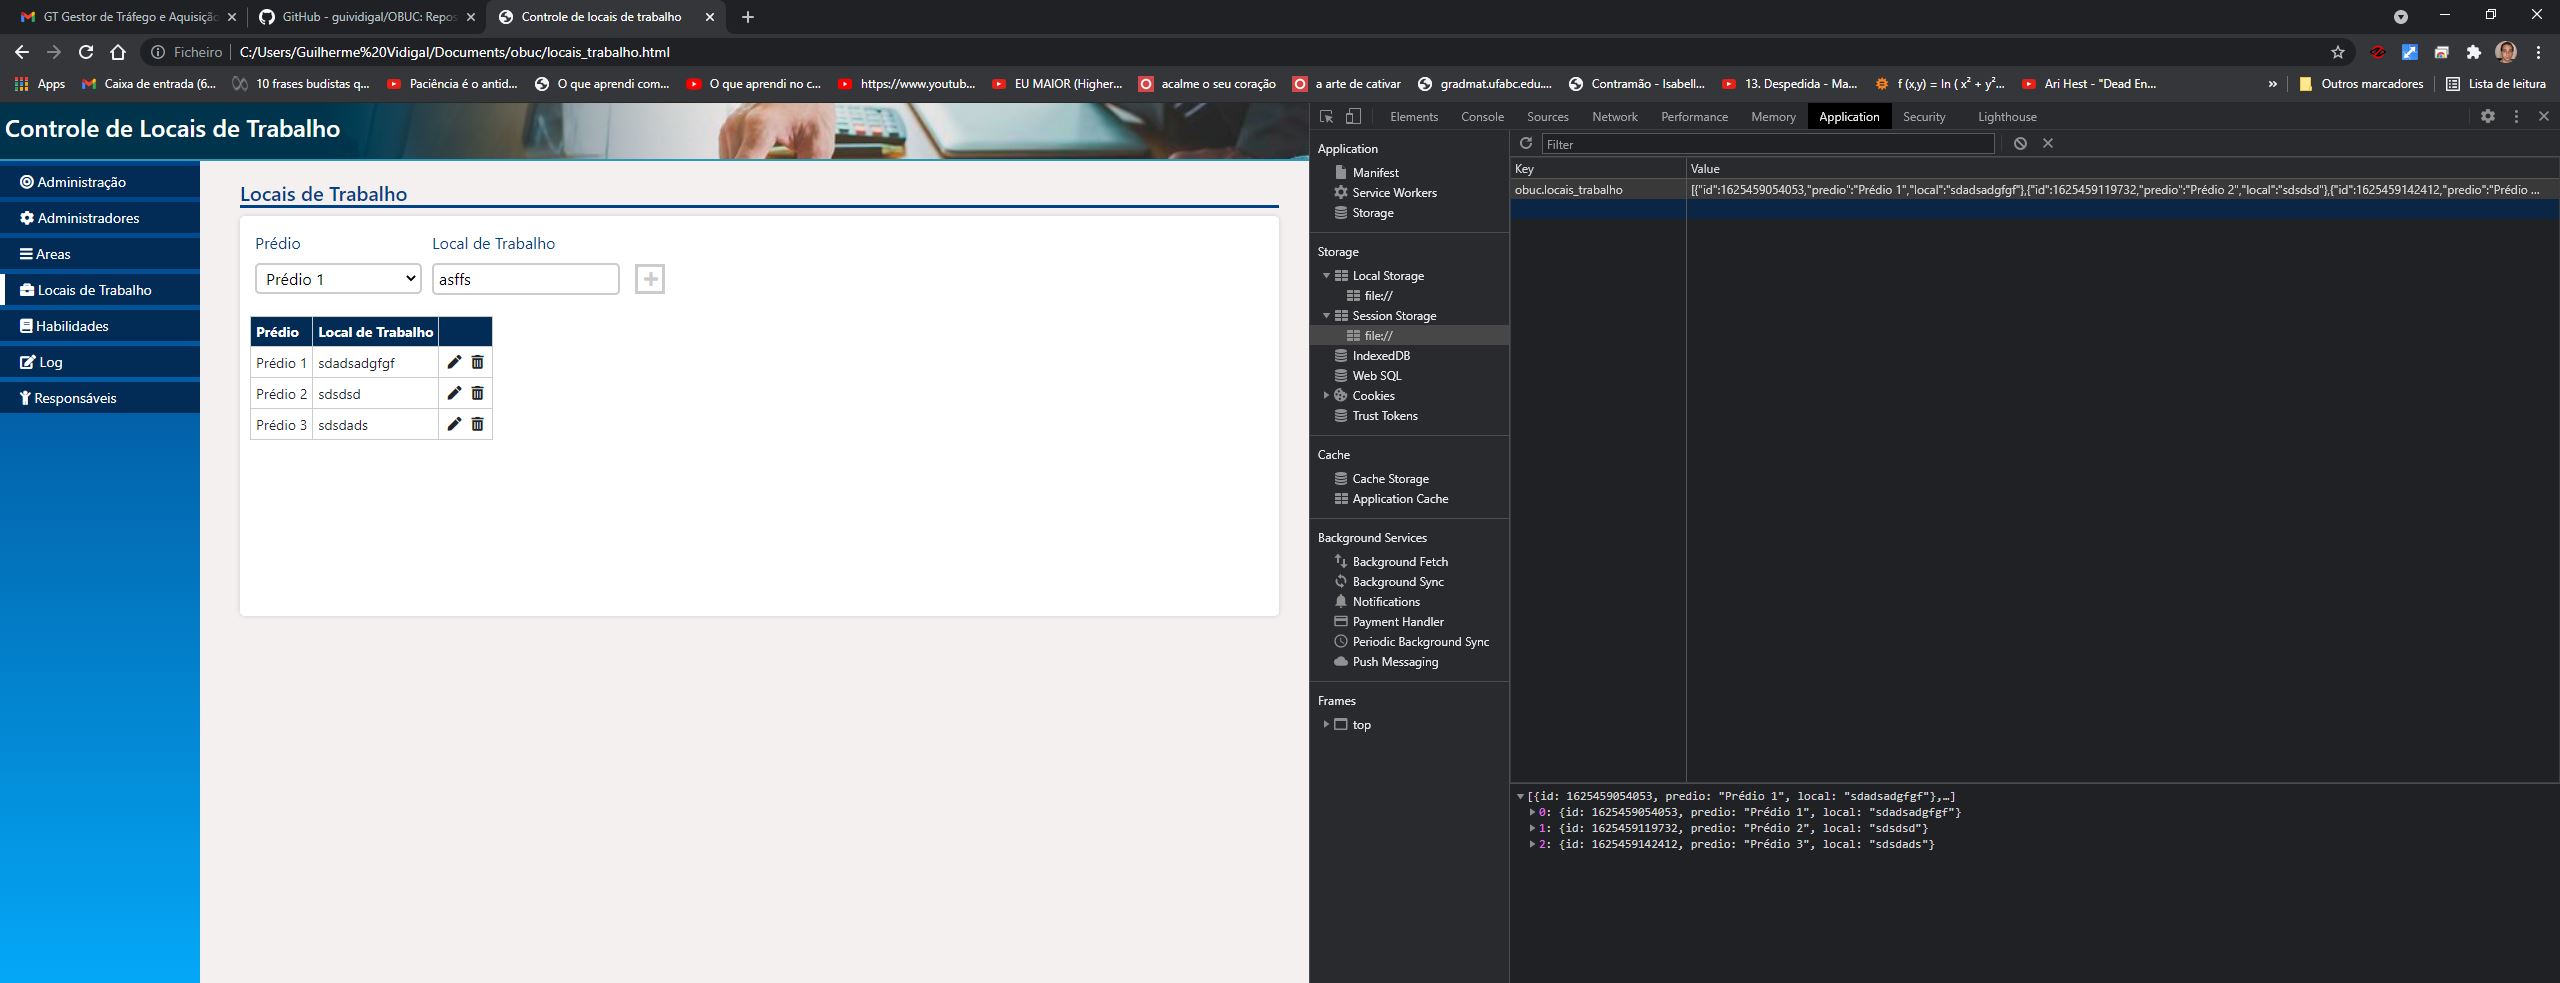 GT Gestor de Tráfego e Aquisição
GitHub - guividigal/OBUC: Repos
Controle de locais de trabalho
Ficheiro
C:/Users/Guilherme%20Vidigal/Documents/obuc/locais_trabalho.html
Apps
Caixa de entrada (6...
10 frases budistas q...
Paciência é o antid...
O que aprendi com...
O que aprendi no c...
https://www.youtub...
EU MAIOR (Higher...
acalme o seu coração
a arte de cativar
gradmat.ufabc.edu....
Contramão - Isabell...
13. Despedida - Ma...
f (x,y) = ln ( x² + y²...
Ari Hest - "Dead En...
»
Outros marcadores
Lista de leitura
Controle de Locais de Trabalho
Administração
Administradores
Areas
Locais de Trabalho
Habilidades
Log
Responsáveis
Locais de Trabalho
Prédio Local de Trabalho
Prédio 1 asffs
Prédio Local de Trabalho
Prédio 1 sdadsadgfgf
Prédio 2 sdsdsd
Prédio 3 sdsdads
Elements Console Sources Network Performance Memory Application Security Lighthouse
Application
Manifest
Service Workers
Storage
Storage
Local Storage
file://
Session Storage
file://
IndexedDB
Web SQL
Cookies
Trust Tokens
Cache
Cache Storage
Application Cache
Background Services
Background Fetch
Background Sync
Notifications
Payment Handler
Periodic Background Sync
Push Messaging
Frames
top
Filter
Key Value
obuc.locais_trabalho [{"id":1625459054053,"predio":"Prédio 1","local":"sdadsadgfgf"},{"id":1625459119732,"predio":"Prédio 2","local":"sdsdsd"},{"id":1625459142412,"predio":"Prédio ...
[{id: 1625459054053, predio: "Prédio 1", local: "sdadsadgfgf"},…]
0: {id: 1625459054053, predio: "Prédio 1", local: "sdadsadgfgf"}
1: {id: 1625459119732, predio: "Prédio 2", local: "sdsdsd"}
2: {id: 1625459142412, predio: "Prédio 3", local: "sdsdads"}